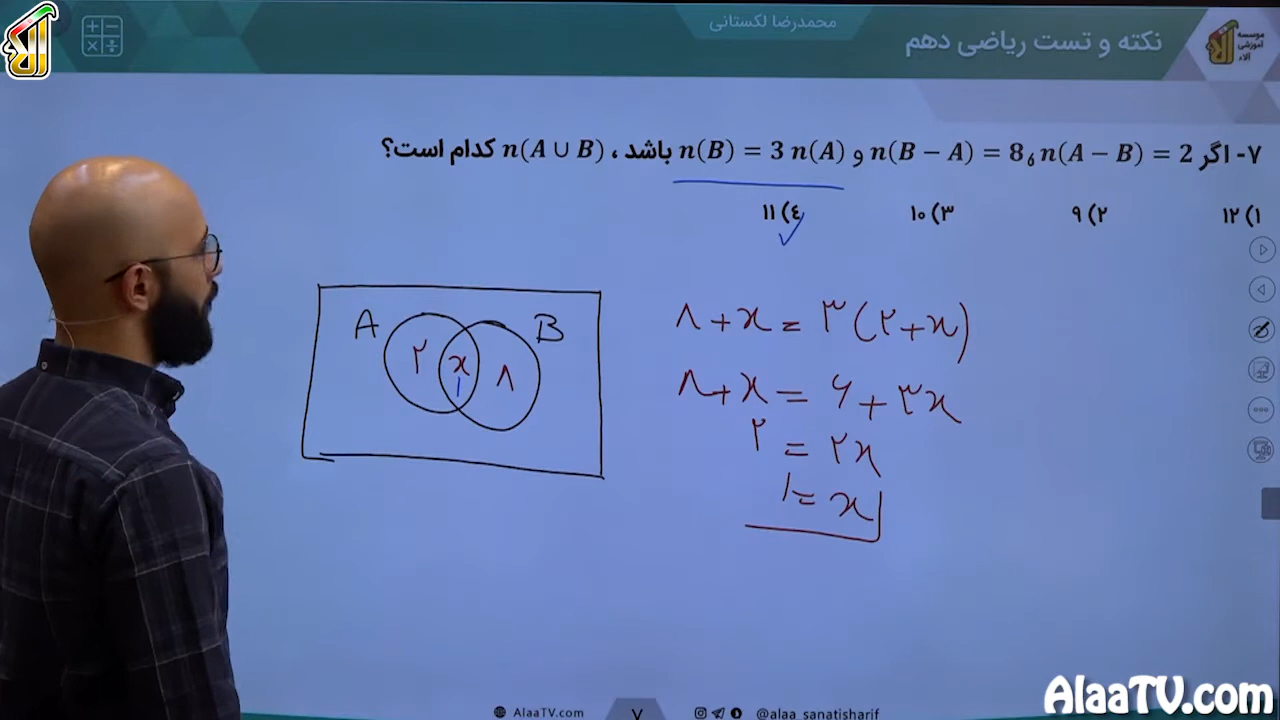 آلاء
محمدرضا لکستانی
نکته و تست ریاضی دهم
موسسه
آموزشی
آلاء
۷- اگر n(A − B) = 2 و n(B − A) = 8 و n(B) = 3 n(A) باشد ، n(A ∪ B) کدام است؟
۱) ۱۲ ۲) ۹ ۳) ۱۰ ٤) ۱۱
A ۲ x ۱ ۸ B
۸+x = ۳(۲+x)
۸+x = ۶+۳x
۲ = ۲x
۱= x
AlaaTV.com ۷ @alaa_sanatisharif
AlaaTV.com